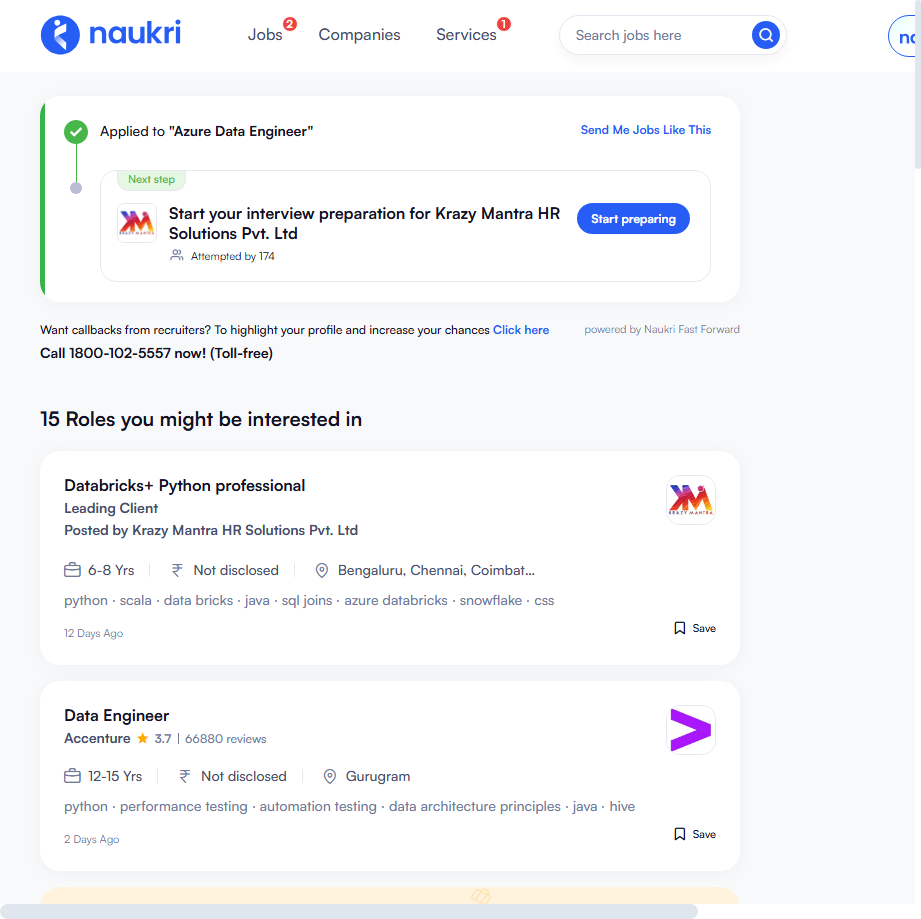 naukri
Jobs 2 Companies Services 1 Search jobs here
Applied to "Azure Data Engineer" Send Me Jobs Like This
Next step
Start your interview preparation for Krazy Mantra HR
Solutions Pvt. Ltd
Start preparing
Attempted by 174
Want callbacks from recruiters? To highlight your profile and increase your chances Click here powered by Naukri Fast Forward
Call 1800-102-5557 now! (Toll-free)
15 Roles you might be interested in
Databricks+ Python professional
Leading Client
Posted by Krazy Mantra HR Solutions Pvt. Ltd
KRAZY MANTRA
6-8 Yrs ₹ Not disclosed Bengaluru, Chennai, Coimbat...
python · scala · data bricks · java · sql joins · azure databricks · snowflake · css
12 Days Ago Save
Data Engineer
Accenture 3.7 | 66880 reviews
12-15 Yrs ₹ Not disclosed Gurugram
python · performance testing · automation testing · data architecture principles · java · hive
2 Days Ago Save